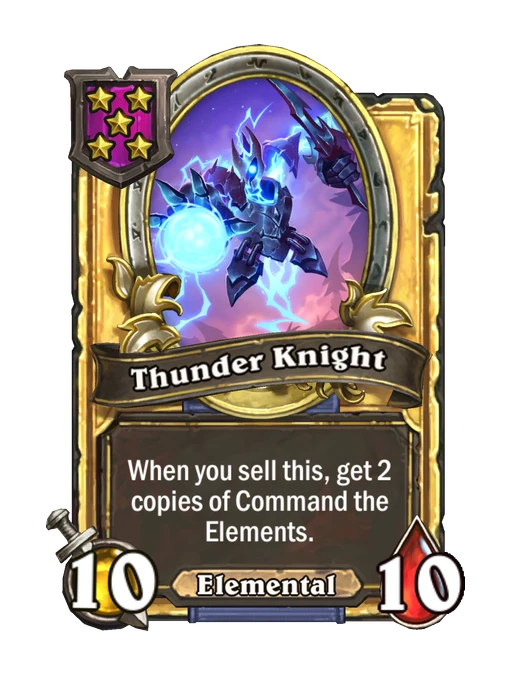 Thunder Knight
When you sell this, get 2
copies of Command the
Elements.
10
Elemental
10